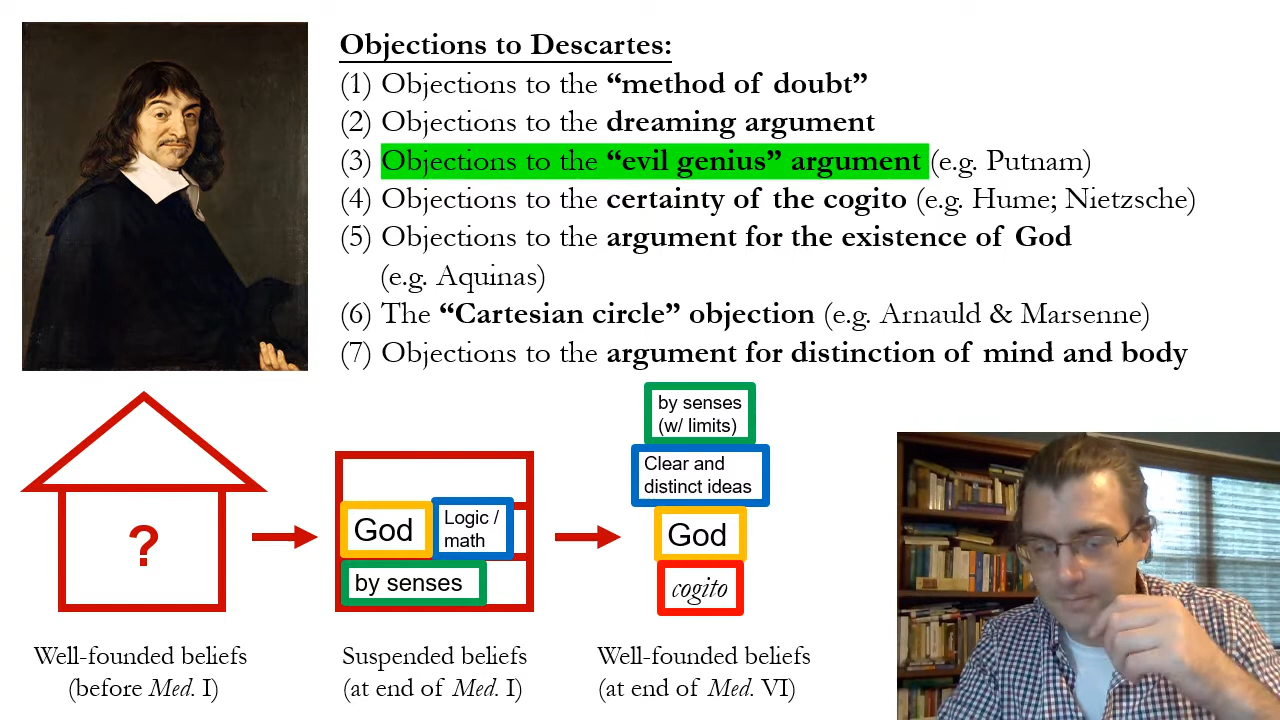 Objections to Descartes:
(1) Objections to the “method of doubt”
(2) Objections to the dreaming argument
(3) Objections to the “evil genius” argument (e.g. Putnam)
(4) Objections to the certainty of the cogito (e.g. Hume; Nietzsche)
(5) Objections to the argument for the existence of God
(e.g. Aquinas)
(6) The “Cartesian circle” objection (e.g. Arnauld & Marsenne)
(7) Objections to the argument for distinction of mind and body
?
Well-founded beliefs
(before Med. I)
God
Logic /
math
by senses
Suspended beliefs
(at end of Med. I)
by senses
(w/ limits)
Clear and
distinct ideas
God
cogito
Well-founded beliefs
(at end of Med. VI)